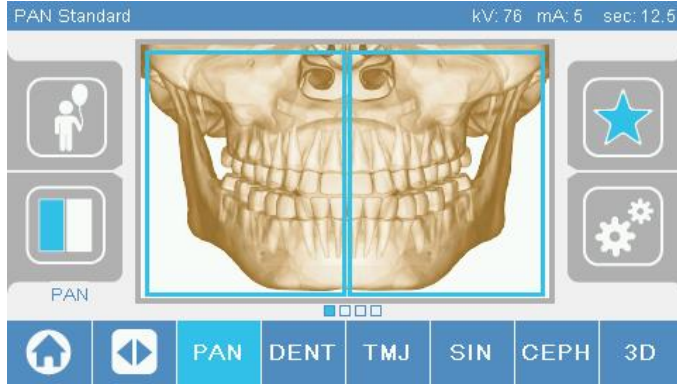 PAN Standard kV: 76 mA: 5 sec: 12.5
PAN
PAN DENT TMJ SIN CEPH 3D